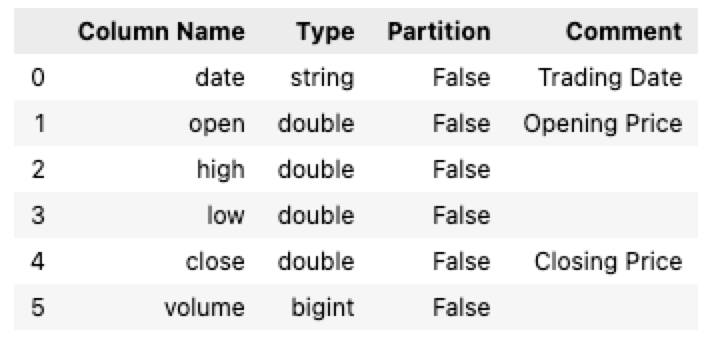 Column Name Type Partition Comment
0 date string False Trading Date
1 open double False Opening Price
2 high double False
3 low double False
4 close double False Closing Price
5 volume bigint False